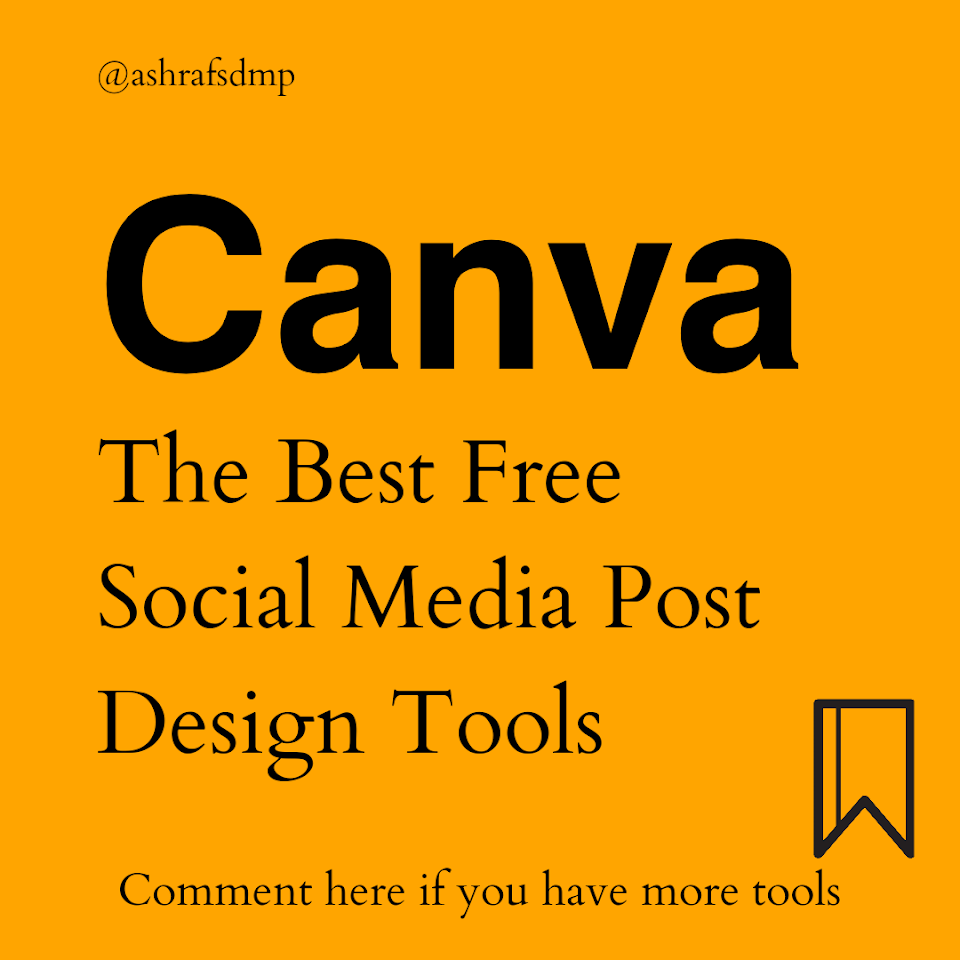 @ashrafsdmp
Canva
The Best Free
Social Media Post
Design Tools
Comment here if you have more tools